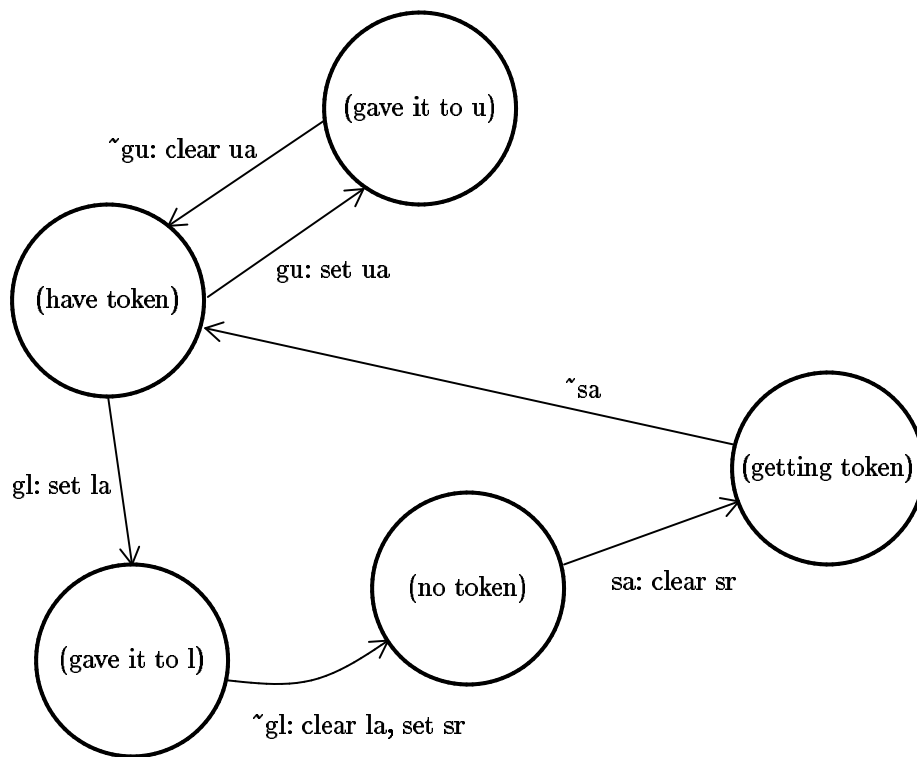 (gave it to u)
~gu: clear ua
gu: set ua
(have token)
~sa
(getting token)
gl: set la
(no token)
sa: clear sr
(gave it to l)
~gl: clear la, set sr